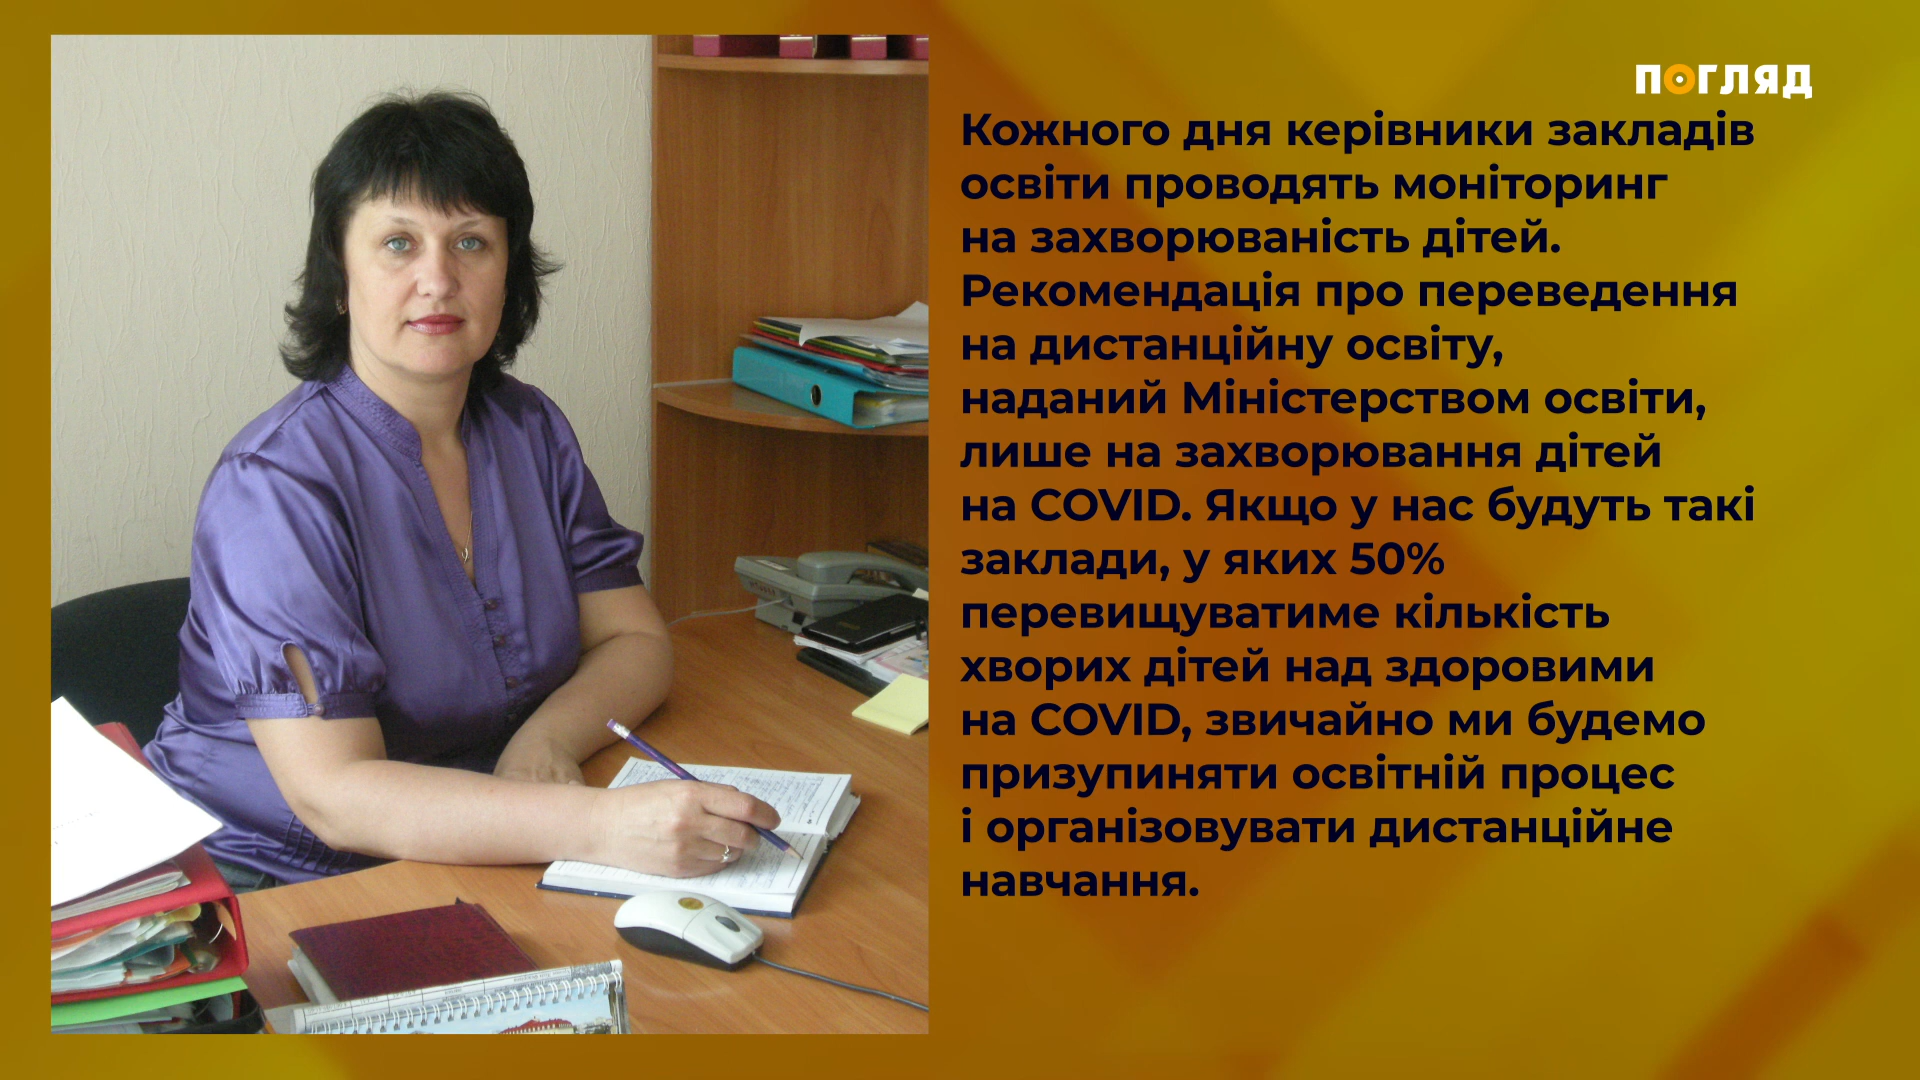 ПОГЛЯД
Кожного дня керівники закладів
освіти проводять моніторинг
на захворюваність дітей.
Рекомендація про переведення
на дистанційну освіту,
наданий Міністерством освіти,
лише на захворювання дітей
на COVID. Якщо у нас будуть такі
заклади, у яких 50%
перевищуватиме кількість
хворих дітей над здоровими
на COVID, звичайно ми будемо
призупиняти освітній процес
і організовувати дистанційне
навчання.